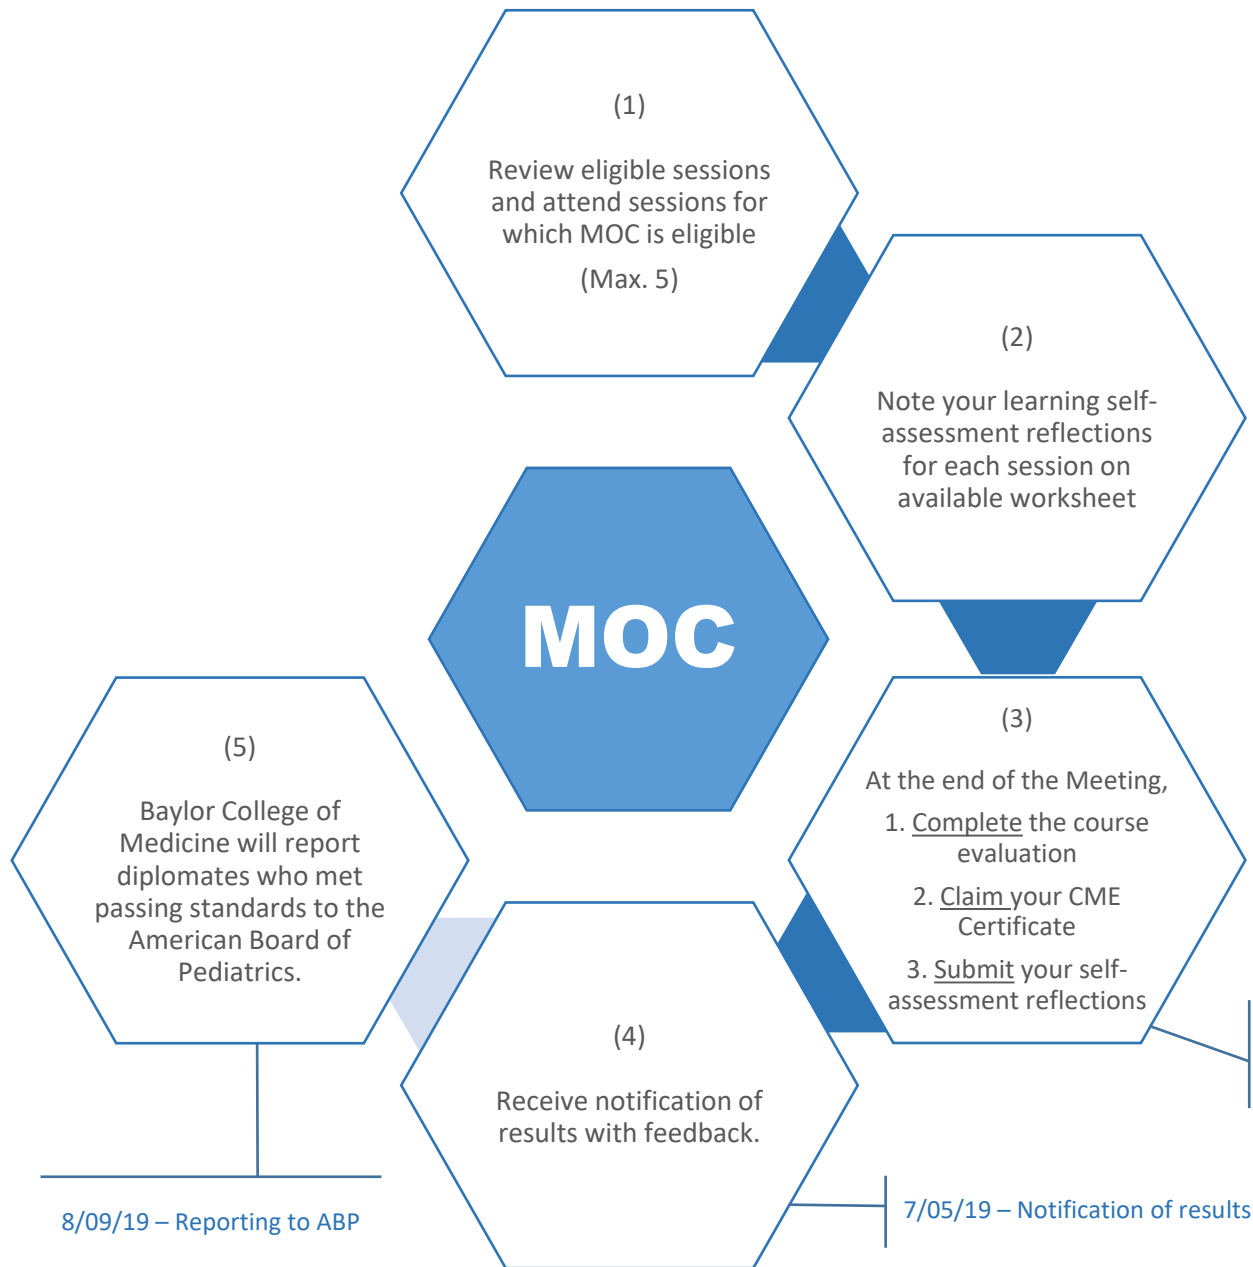 (1)
Review eligible sessions
and attend sessions for
which MOC is eligible
(Max. 5)
(2)
Note your learning self-
assessment reflections
for each session on
available worksheet
MOC
(3)
At the end of the Meeting,
1. Complete the course
evaluation
2. Claim your CME
Certificate
3. Submit your self-
assessment reflections
(4)
Receive notification of
results with feedback.
7/05/19 – Notification of results
(5)
Baylor College of
Medicine will report
diplomates who met
passing standards to the
American Board of
Pediatrics.
8/09/19 – Reporting to ABP